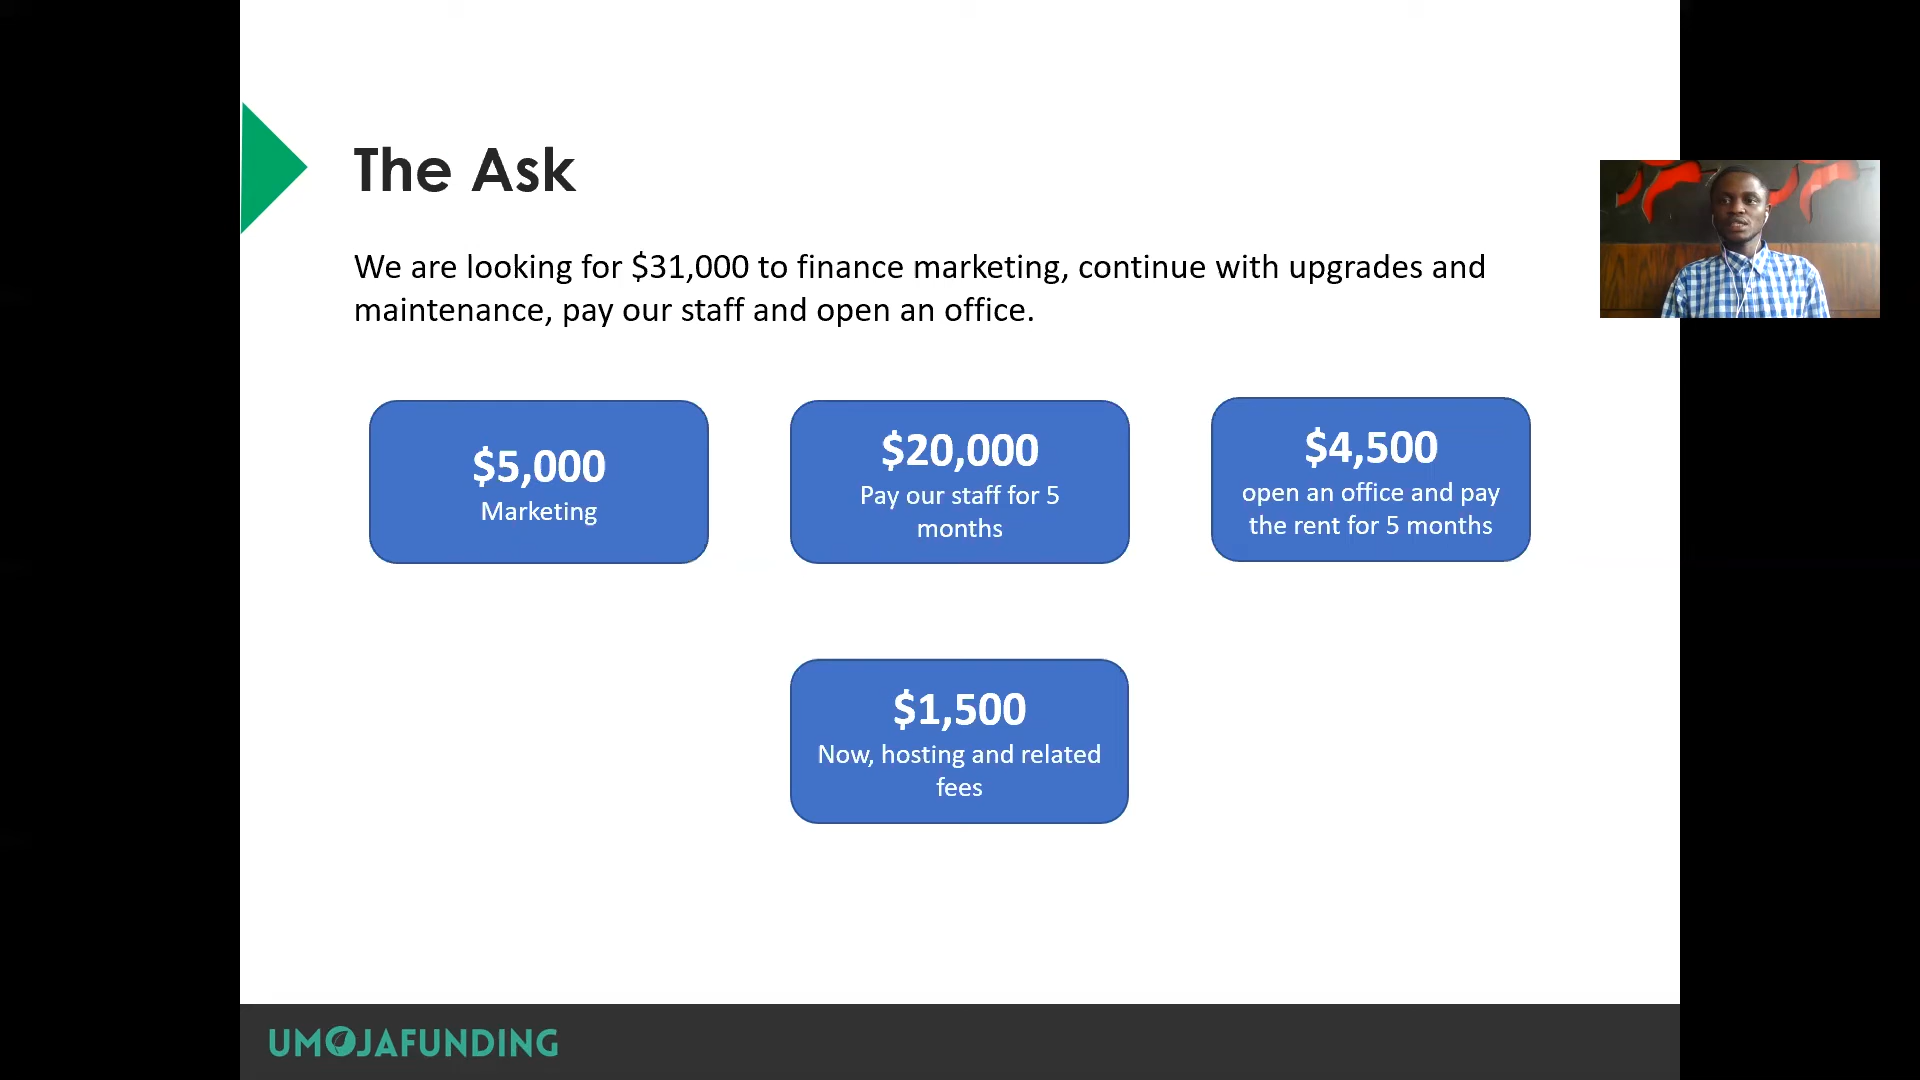 The Ask
We are looking for $31,000 to finance marketing, continue with upgrades and
maintenance, pay our staff and open an office.
$5,000
Marketing
$20,000
Pay our staff for 5
months
$4,500
open an office and pay
the rent for 5 months
$1,500
Now, hosting and related
fees
UMOJAFUNDING